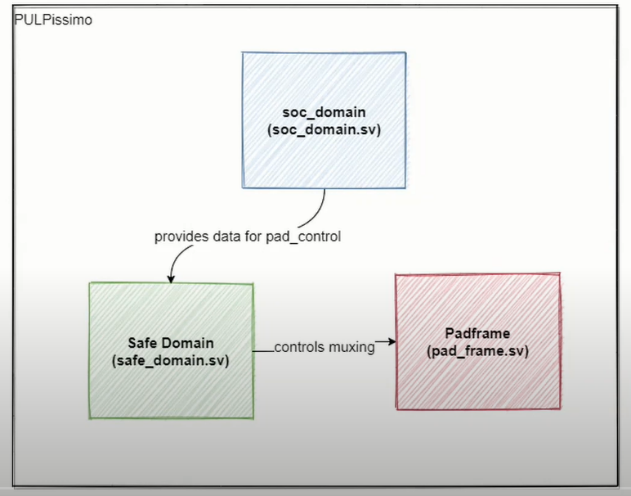 PULPissimo
soc_domain
(soc_domain.sv)
provides data for pad_control
Safe Domain
(safe_domain.sv)
controls muxing
Padframe
(pad_frame.sv)